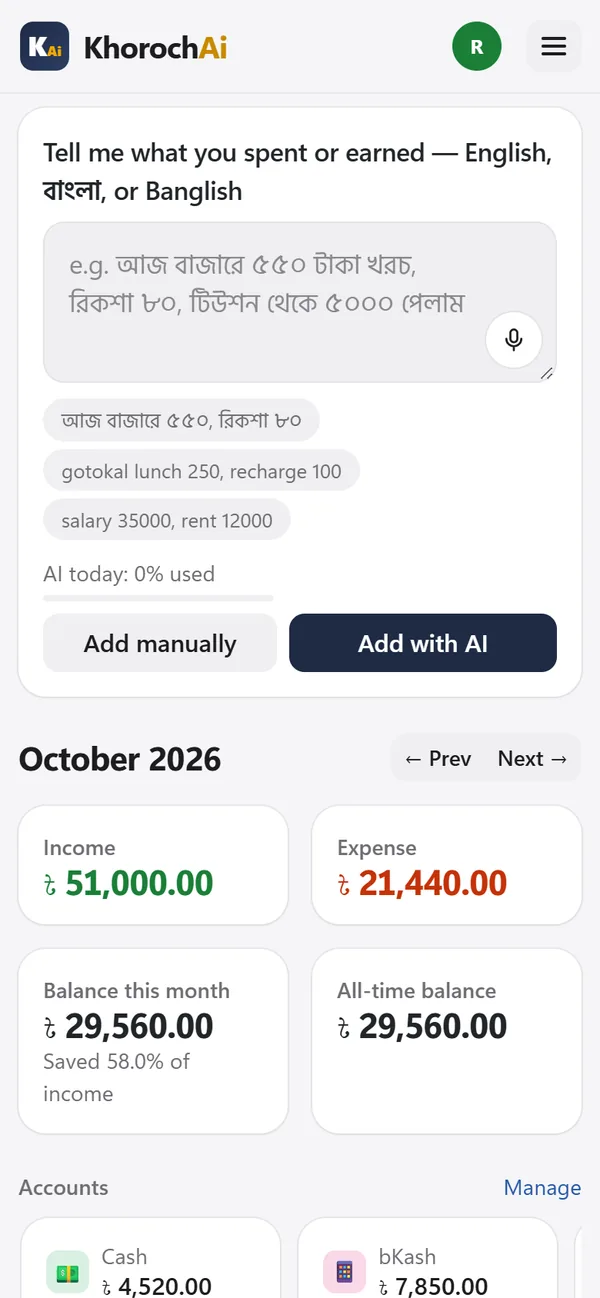 KAi KhorochAi R
Tell me what you spent or earned — English,
বাংলা, or Banglish
e.g. আজ বাজারে ৫৫০ টাকা খরচ,
রিকশা ৮০, টিউশন থেকে ৫০০০ পেলাম
আজ বাজারে ৫৫০, রিকশা ৮০
gotokal lunch 250, recharge 100
salary 35000, rent 12000
AI today: 0% used
Add manually Add with AI
October 2026 ← Prev Next →
Income Expense
৳ 51,000.00 ৳ 21,440.00
Balance this month All-time balance
৳ 29,560.00 ৳ 29,560.00
Saved 58.0% of
income
Accounts Manage
Cash bKash
৳ 4,520.00 ৳ 7,850.00